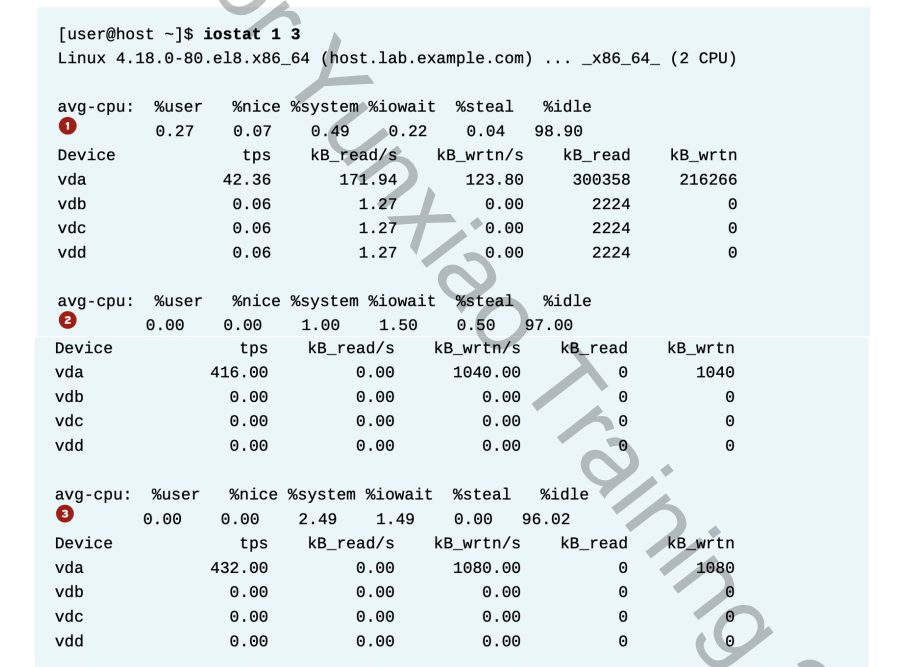 [user@host ~]$ iostat 1 3
Linux 4.18.0-80.el8.x86_64 (host.lab.example.com) ... _x86_64_ (2 CPU)
avg-cpu: %user %nice %system %iowait %steal %idle
1 0.27 0.07 0.49 0.22 0.04 98.90
Device tps kB_read/s kB_wrtn/s kB_read kB_wrtn
vda 42.36 171.94 123.80 300358 216266
vdb 0.06 1.27 0.00 2224 0
vdc 0.06 1.27 0.00 2224 0
vdd 0.06 1.27 0.00 2224 0
avg-cpu: %user %nice %system %iowait %steal %idle
2 0.00 0.00 1.00 1.50 0.50 97.00
Device tps kB_read/s kB_wrtn/s kB_read kB_wrtn
vda 416.00 0.00 1040.00 0 1040
vdb 0.00 0.00 0.00 0 0
vdc 0.00 0.00 0.00 0 0
vdd 0.00 0.00 0.00 0 0
avg-cpu: %user %nice %system %iowait %steal %idle
3 0.00 0.00 2.49 1.49 0.00 96.02
Device tps kB_read/s kB_wrtn/s kB_read kB_wrtn
vda 432.00 0.00 1080.00 0 1080
vdb 0.00 0.00 0.00 0 0
vdc 0.00 0.00 0.00 0 0
vdd 0.00 0.00 0.00 0 0
Yunxiao Training